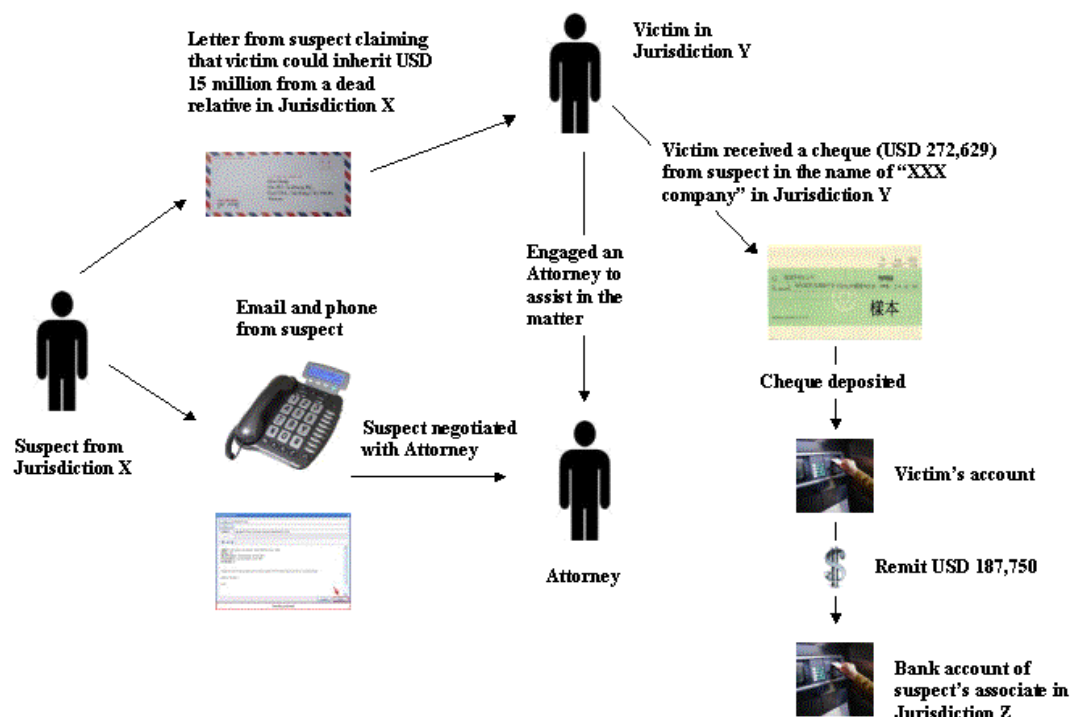 Letter from suspect claiming
that victim could inherit USD
15 million from a dead
relative in Jurisdiction X
Victim in
Jurisdiction Y
Victim received a cheque (USD 272,629)
from suspect in the name of “XXX
company” in Jurisdiction Y
Engaged an
Attorney to
assist in the
matter
Email and phone
from suspect
樣本
Cheque deposited
Suspect negotiated
with Attorney
Suspect from
Jurisdiction X
Victim’s account
Attorney
Remit USD 187,750
Bank account of
suspect’s associate in
Jurisdiction Z